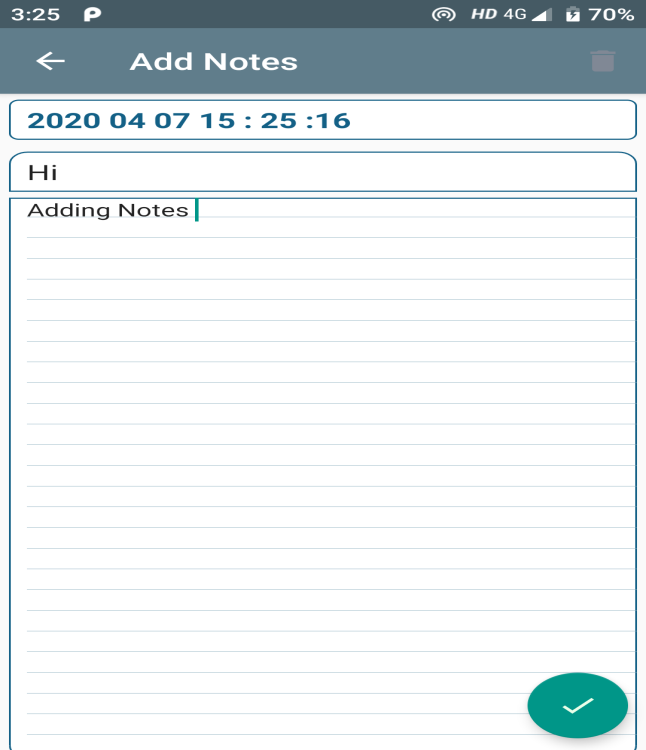 3:25 P HD 4G 70%
Add Notes
2020 04 07 15 : 25 :16
Hi
Adding Notes